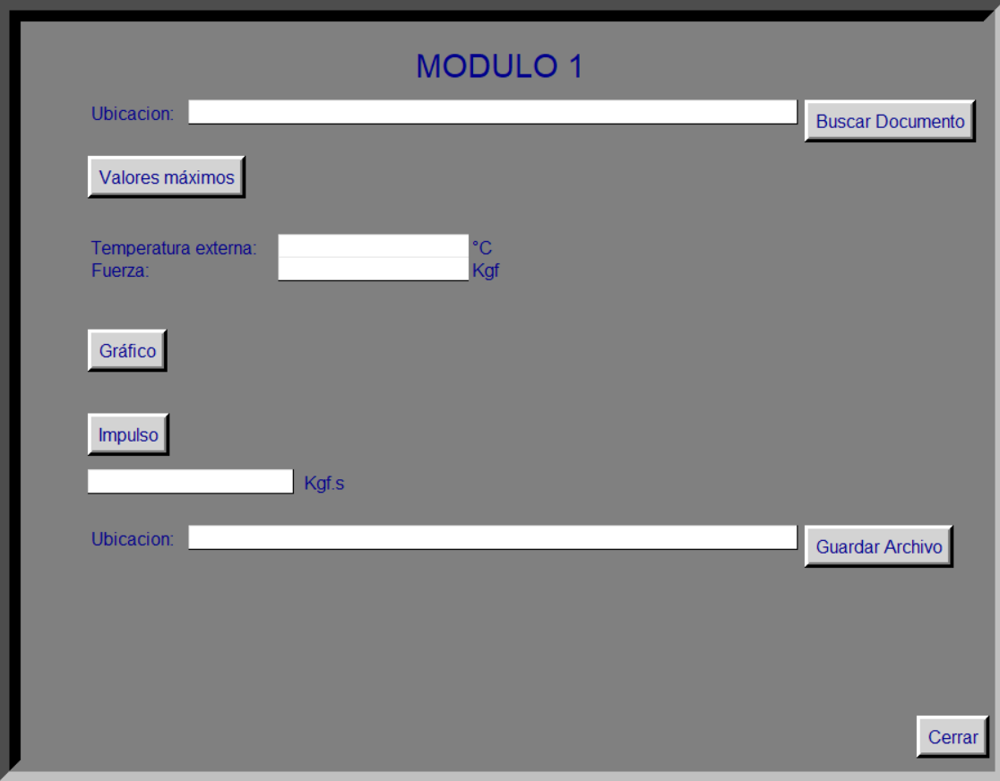 MODULO 1
Ubicacion: Buscar Documento
Valores máximos
Temperatura externa: °C
Fuerza: Kgf
Gráfico
Impulso
Kgf.s
Ubicacion: Guardar Archivo
Cerrar